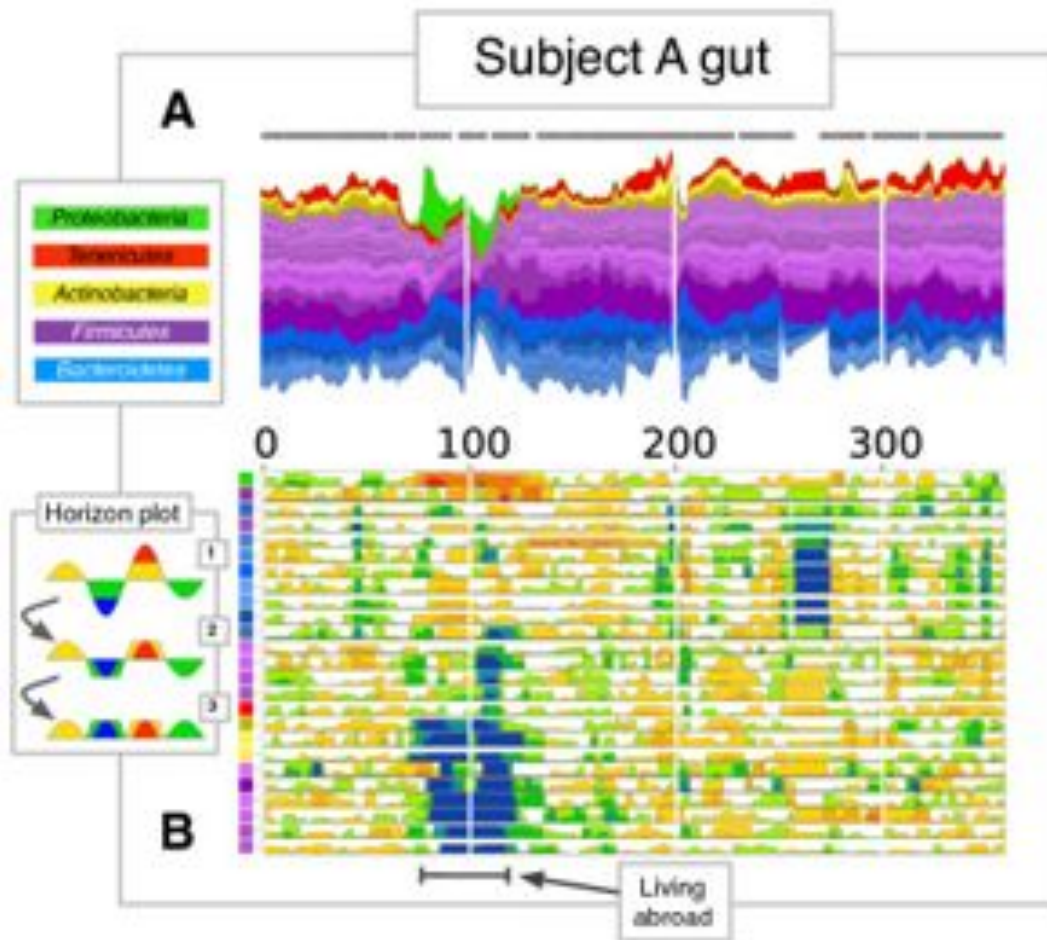 Subject A gut
A
Proteobacteria
Tenericutes
Actinobacteria
Firmicutes
Bacteroidetes
0 100 200 300
Horizon plot
1
2
3
B
Living
abroad